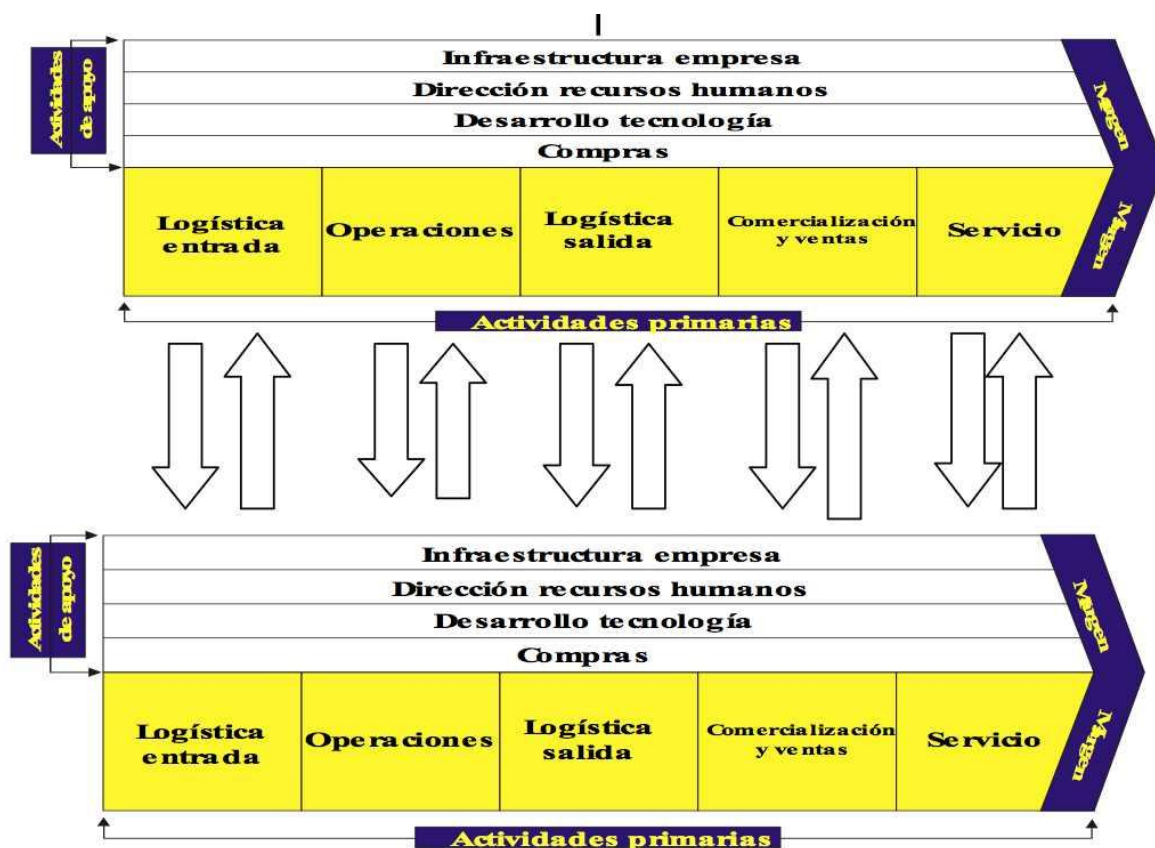 Actividades
de apoyo
Infraestructura empresa
Dirección recursos humanos
Desarrollo tecnología
Compras
Logística
entrada
Operaciones
Logística
salida
Comercialización
y ventas
Servicio
Margen
Margen
Actividades primarias
Actividades
de apoyo
Infraestructura empresa
Dirección recursos humanos
Desarrollo tecnología
Compras
Logística
entrada
Operaciones
Logística
salida
Comercialización
y ventas
Servicio
Margen
Margen
Actividades primarias